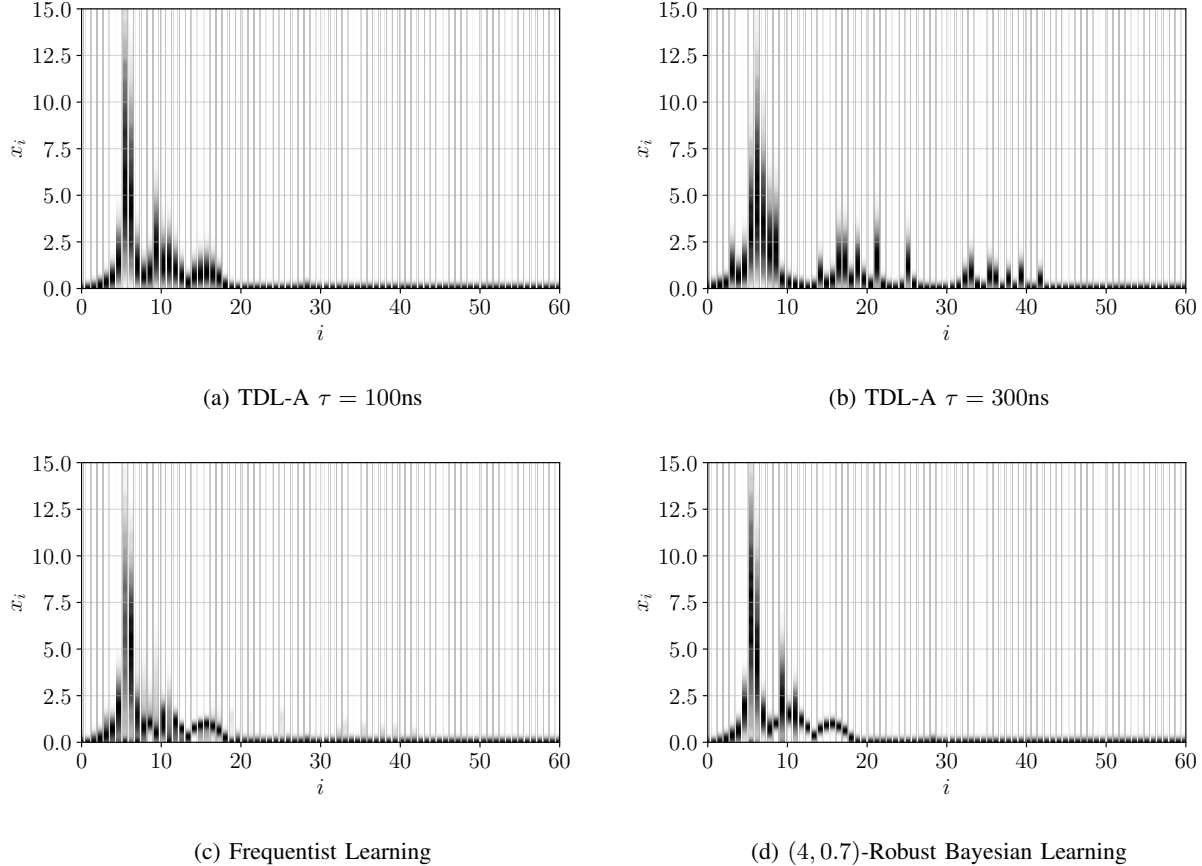 15.0
12.5
10.0
7.5
5.0
2.5
0.0
x_i
0 10 20 30 40 50 60
i
(a) TDL-A τ = 100ns
15.0
12.5
10.0
7.5
5.0
2.5
0.0
x_i
0 10 20 30 40 50 60
i
(b) TDL-A τ = 300ns
15.0
12.5
10.0
7.5
5.0
2.5
0.0
x_i
0 10 20 30 40 50 60
i
(c) Frequentist Learning
15.0
12.5
10.0
7.5
5.0
2.5
0.0
x_i
0 10 20 30 40 50 60
i
(d) (4, 0.7)-Robust Bayesian Learning